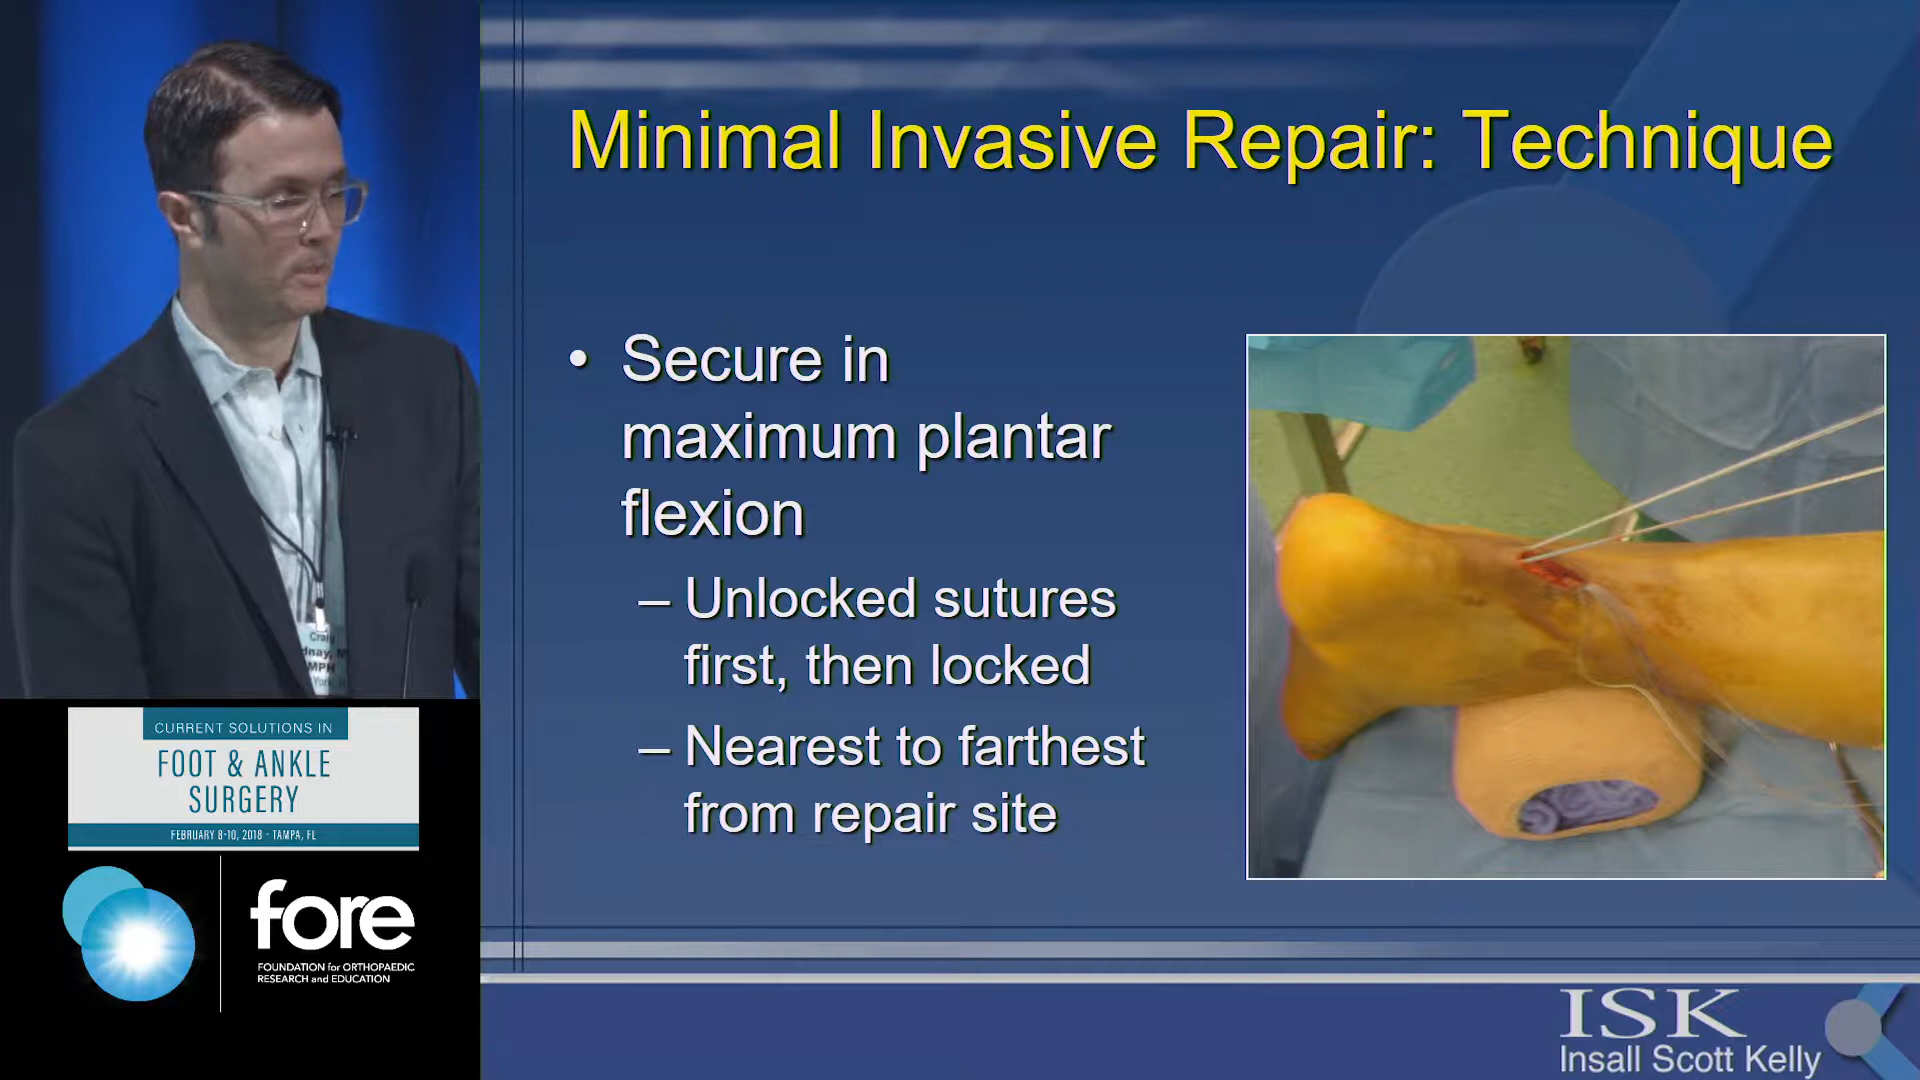 Minimal Invasive Repair: Technique
• Secure in
maximum plantar
flexion
– Unlocked sutures
first, then locked
– Nearest to farthest
from repair site
ISK
Insall Scott Kelly
MPH
CURRENT SOLUTIONS IN
FOOT & ANKLE
SURGERY
FEBRUARY 8-10, 2018 - TAMPA, FL
fore
FOUNDATION for ORTHOPAEDIC
RESEARCH and EDUCATION